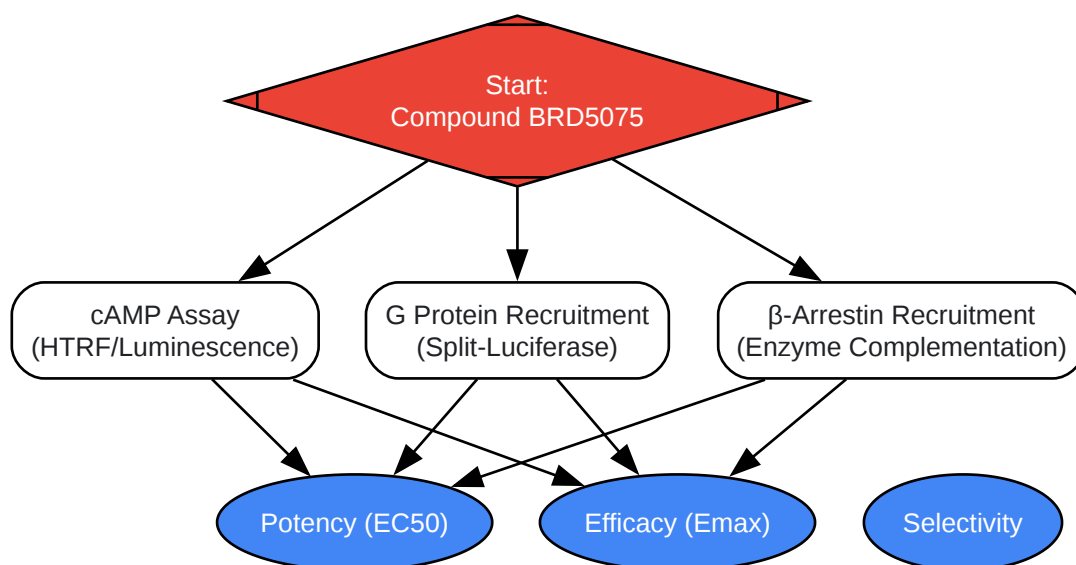 Start:
Compound BRD5075
cAMP Assay
(HTRF/Luminescence)
G Protein Recruitment
(Split-Luciferase)
β-Arrestin Recruitment
(Enzyme Complementation)
Potency (EC50)
Efficacy (Emax)
Selectivity